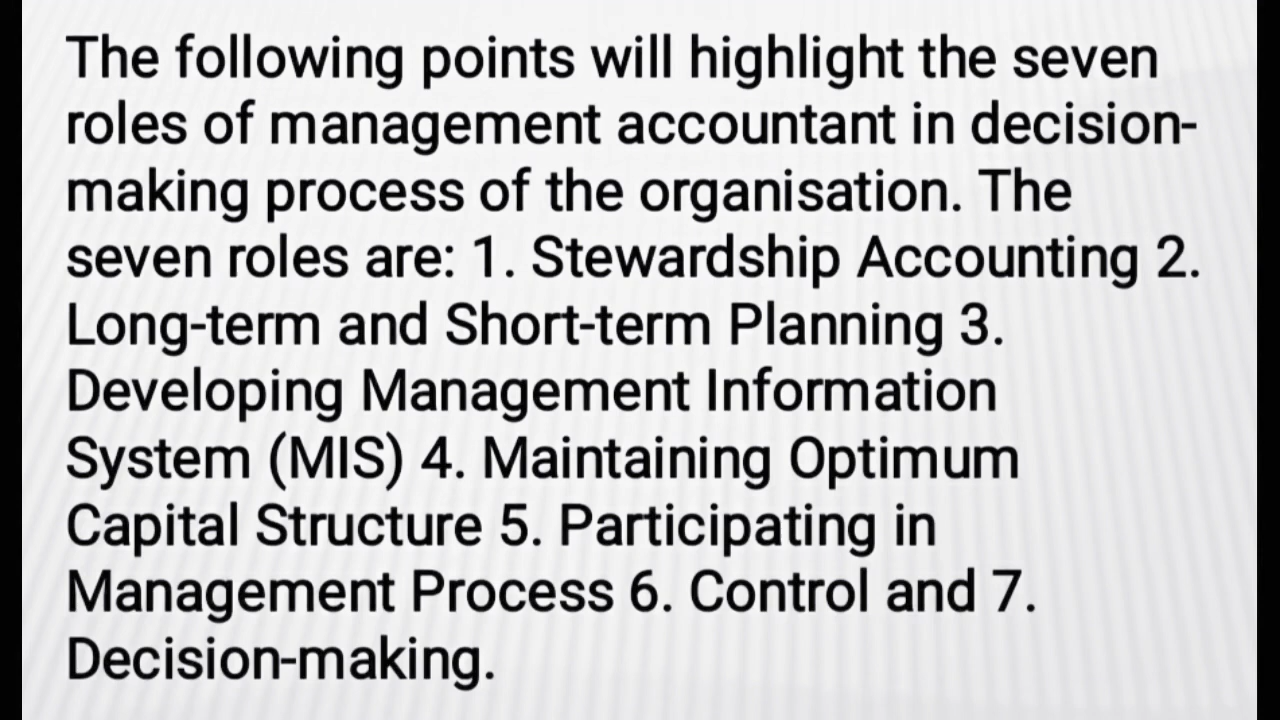 The following points will highlight the seven
roles of management accountant in decision-
making process of the organisation. The
seven roles are: 1. Stewardship Accounting 2.
Long-term and Short-term Planning 3.
Developing Management Information
System (MIS) 4. Maintaining Optimum
Capital Structure 5. Participating in
Management Process 6. Control and 7.
Decision-making.